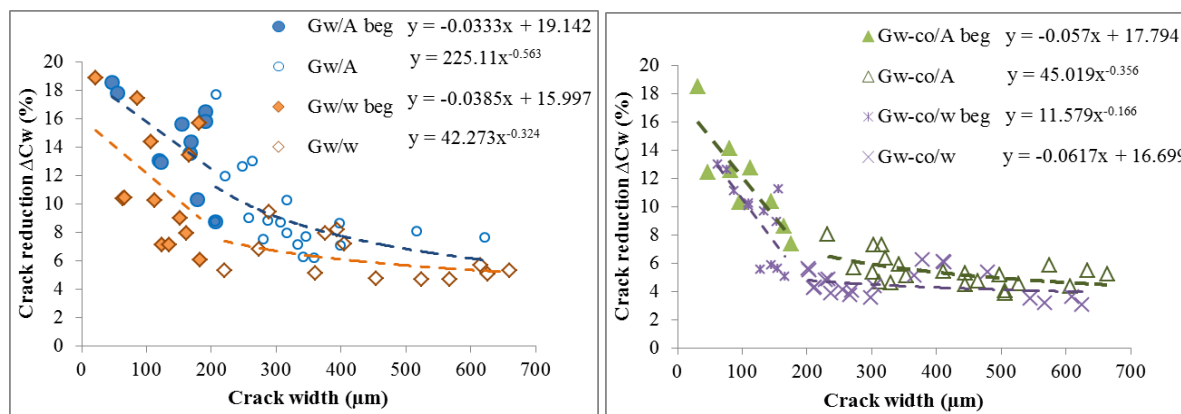 Gw/A beg y = -0.0333x + 19.142
Gw/A y = 225.11x^-0.563
Gw/w beg y = -0.0385x + 15.997
Gw/w y = 42.273x^-0.324
Crack reduction ΔCw (%)
20
18
16
14
12
10
8
6
4
2
0
0 100 200 300 400 500 600 700
Crack width (μm)
Gw-co/A beg y = -0.057x + 17.794
Gw-co/A y = 45.019x^-0.356
Gw-co/w beg y = 11.579x^-0.166
Gw-co/w y = -0.0617x + 16.699
Crack reduction ΔCw (%)
20
18
16
14
12
10
8
6
4
2
0
0 100 200 300 400 500 600 700
Crack width (μm)